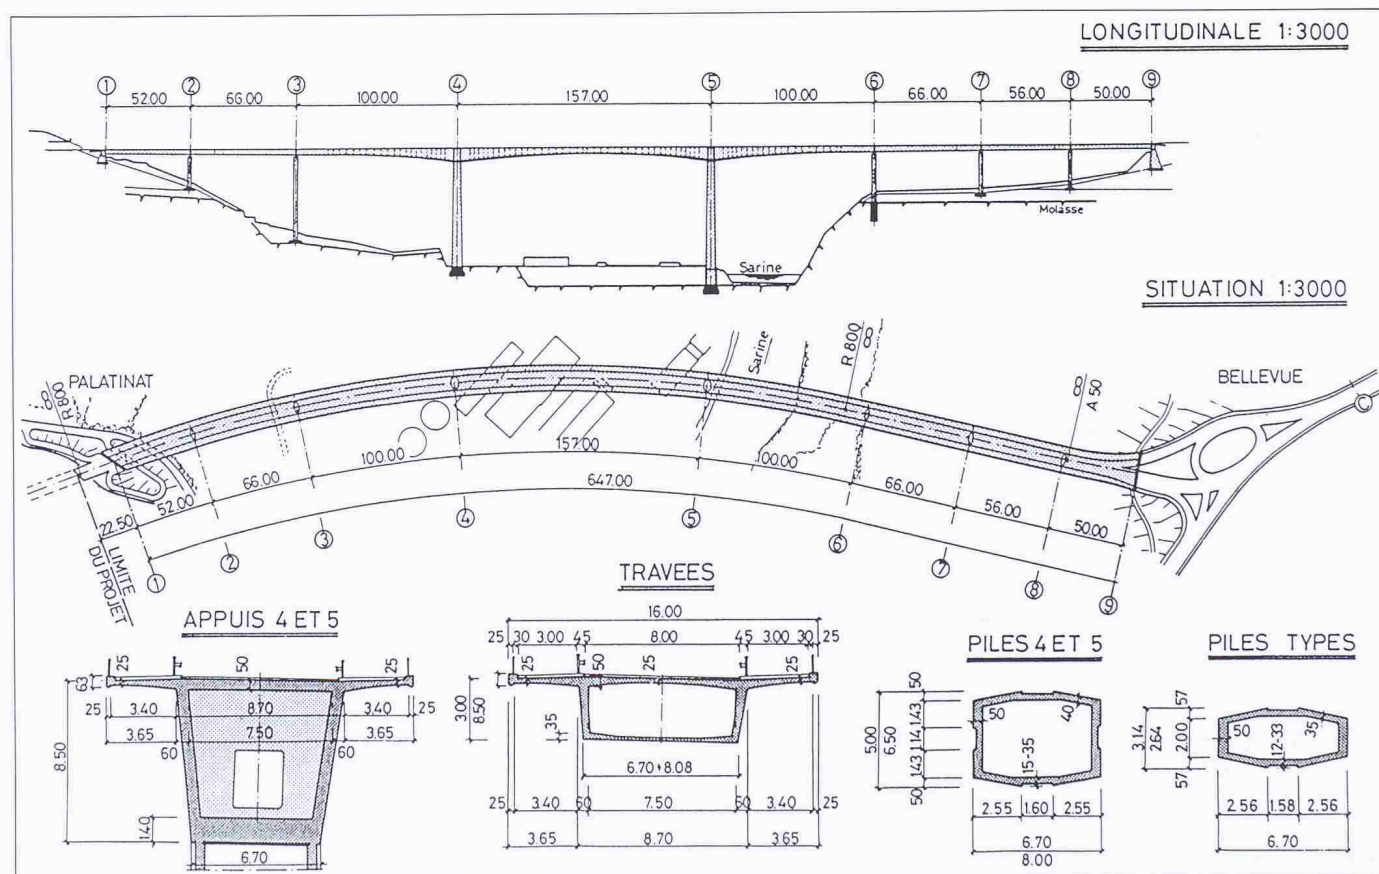 LONGITUDINALE 1:3000
1 2 3 4 5 6 7 8 9
52.00 66.00 100.00 157.00 100.00 66.00 56.00 50.00
Molasse
Sarine
SITUATION 1:3000
PALATINAT
R 800
∞
Sarine
R 800
∞
∞
A 50
BELLEVUE
C
22.50 52.00 66.00 100.00 157.00 100.00 66.00 56.00 50.00
647.00
LIMITE
DU PROJET
1 2 3 4 5 6 7 8 9
APPUIS 4 ET 5
25 50 25
63
25 3.40 8.70 3.40 25
3.65 7.50 3.65
60 60
8.50
140
6.70
TRAVEES
16.00
25 30 3.00 45 8.00 45 3.00 30 25
25 50 25 25
3.00
8.50
35
6.70÷8.08
25 3.40 60 7.50 60 3.40 25
3.65 8.70 3.65
PILES 4 ET 5
50
143
114
143
50
5.00
6.50
50
40
15-35
2.55 1.60 2.55
6.70
8.00
PILES TYPES
57
2.00
57
3.14
2.64
50
12-33
35
2.56 1.58 2.56
6.70